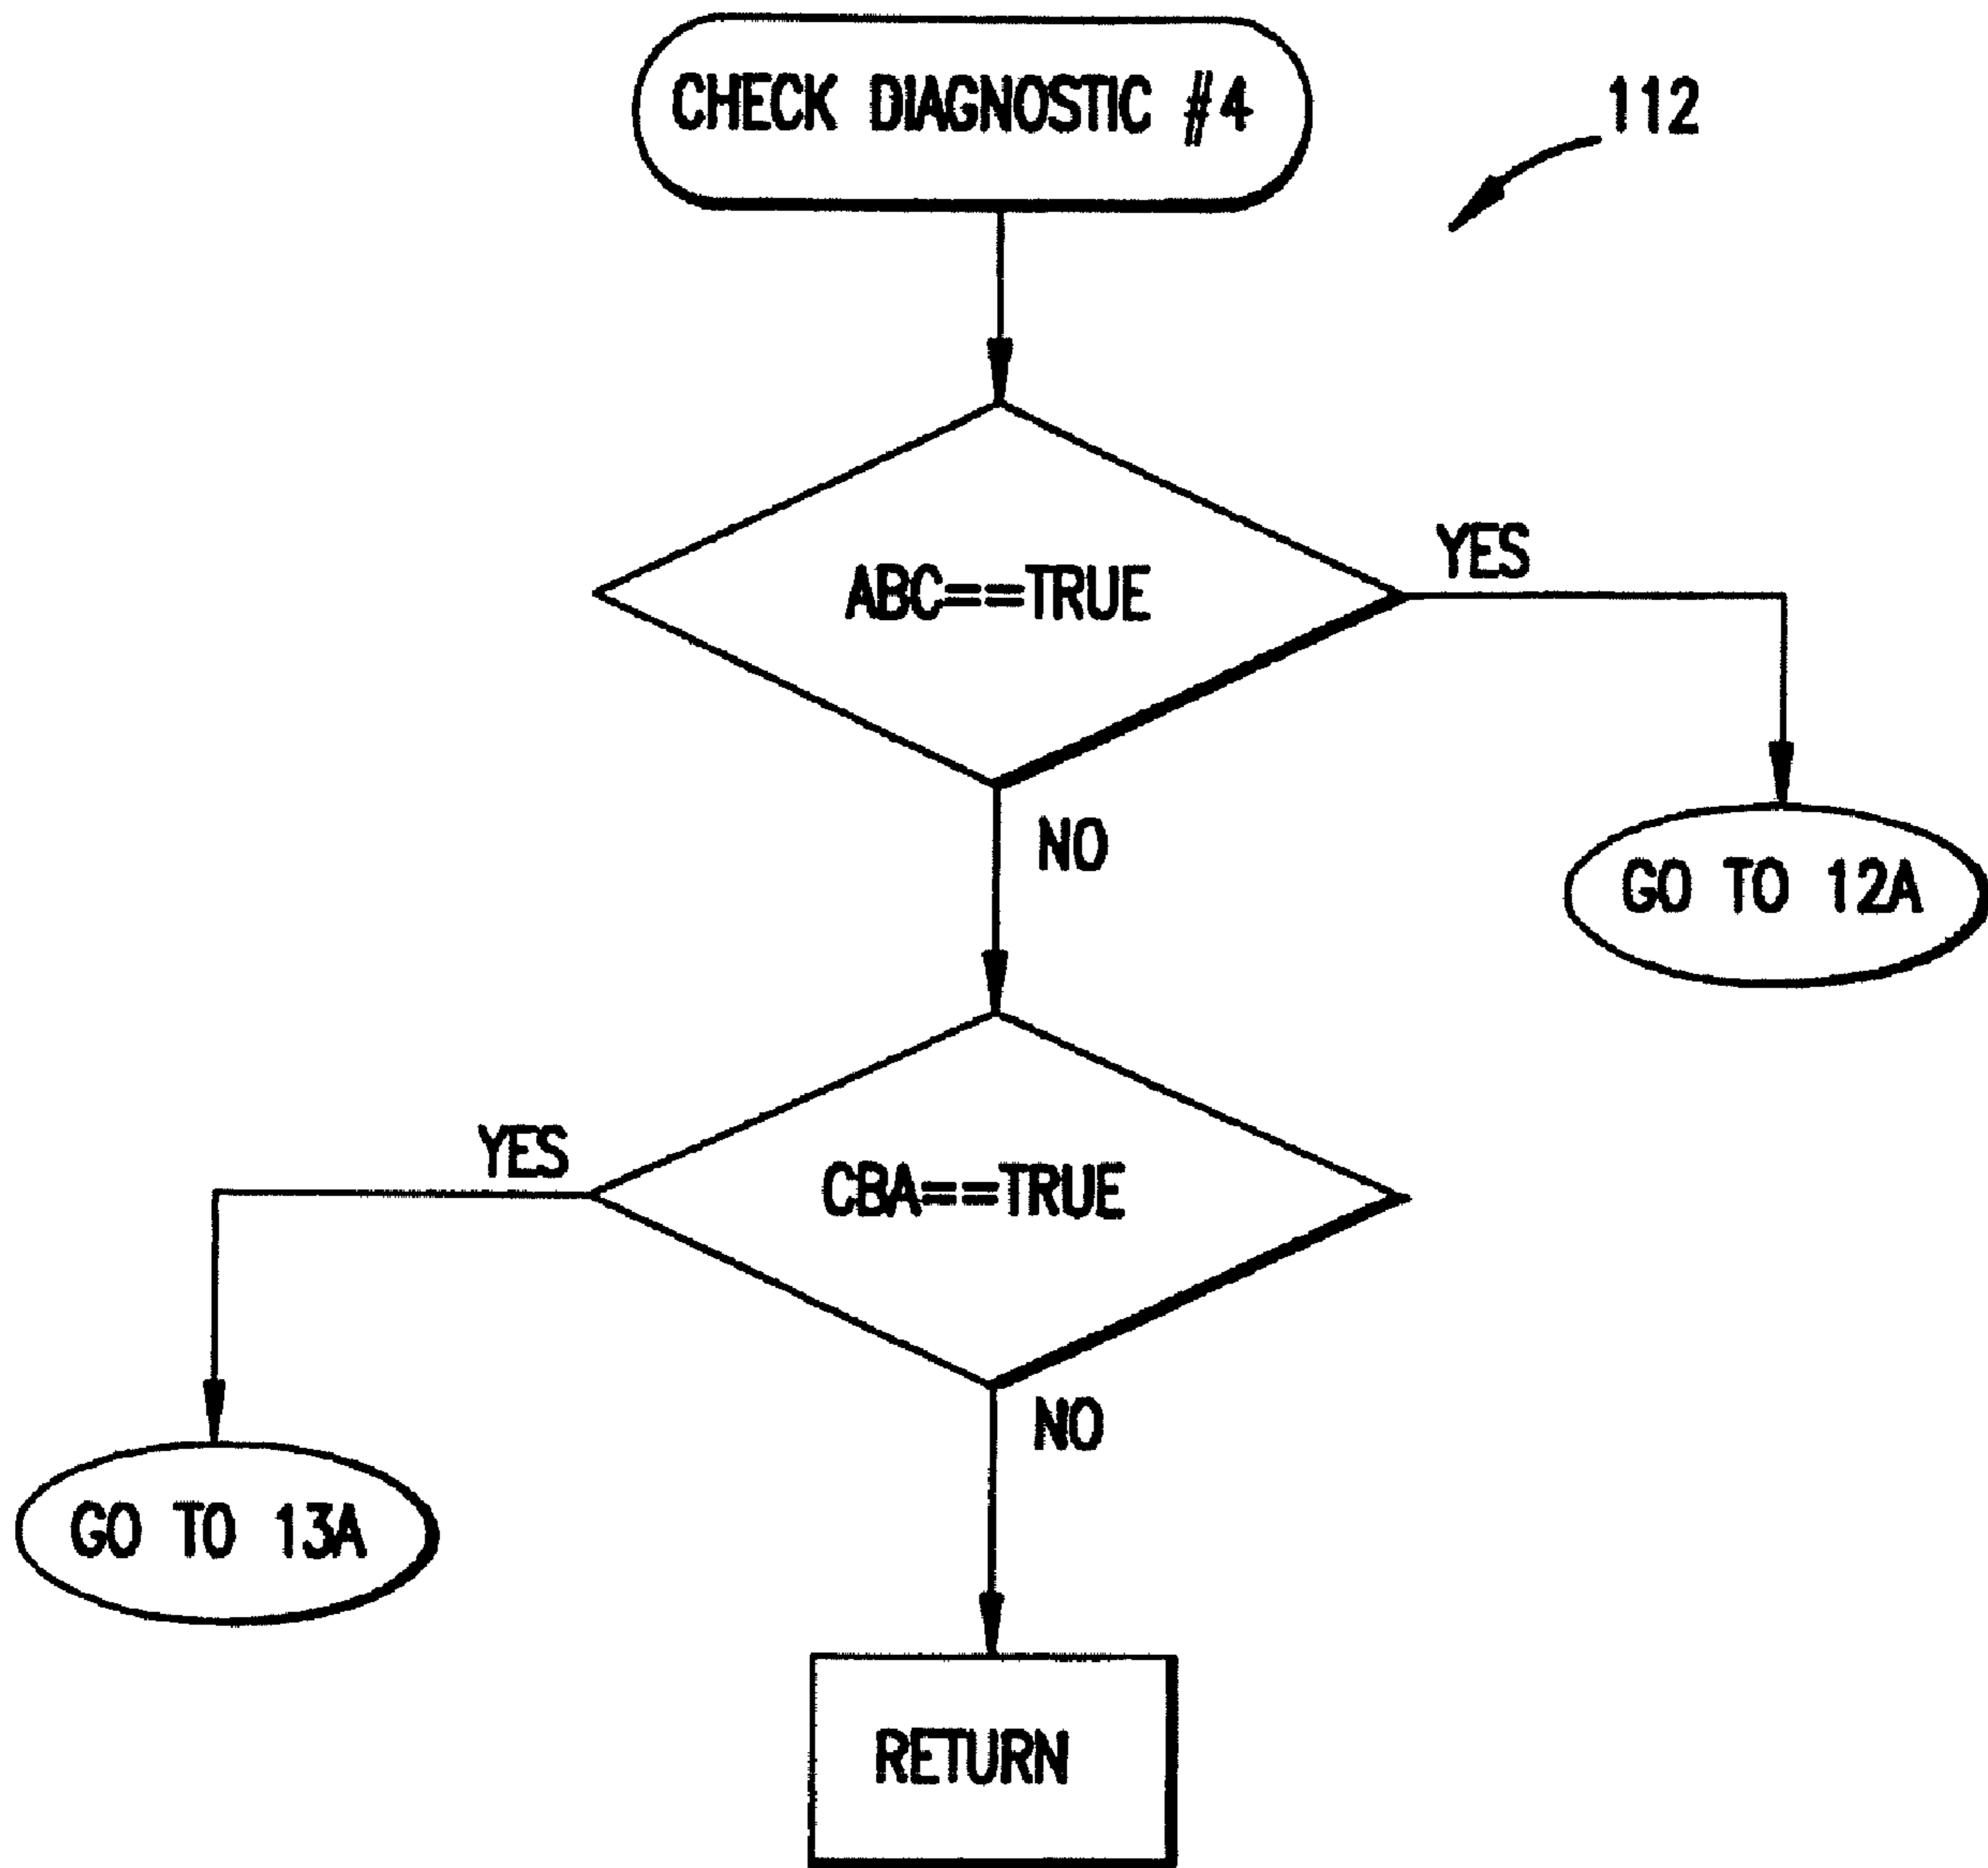 CHECK DIAGNOSTIC #4
112
ABC==TRUE
YES
NO
GO TO 12A
YES
CBA==TRUE
NO
GO TO 13A
RETURN